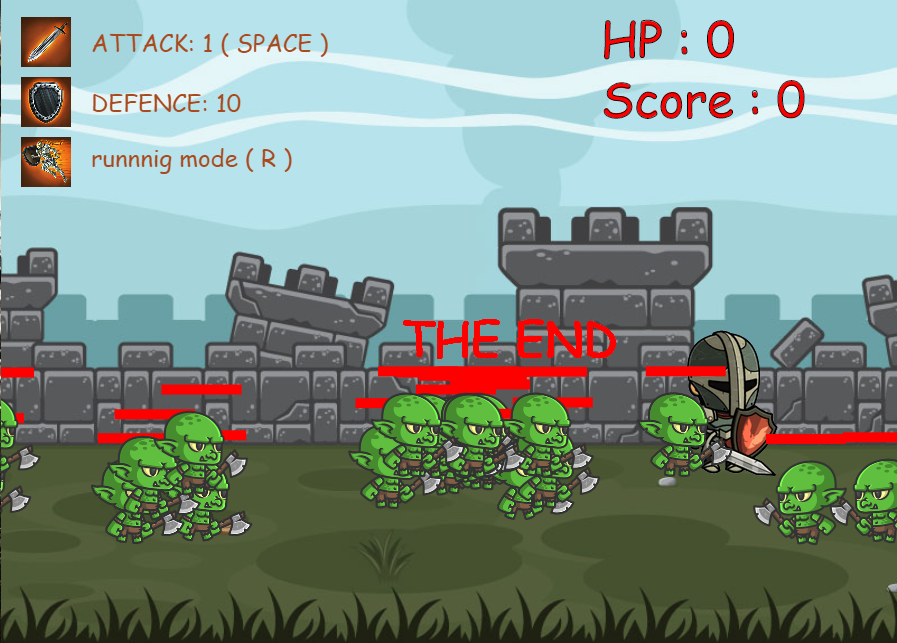 ATTACK: 1 ( SPACE )
DEFENCE: 10
runnnig mode ( R )
HP : 0
Score : 0
THE END